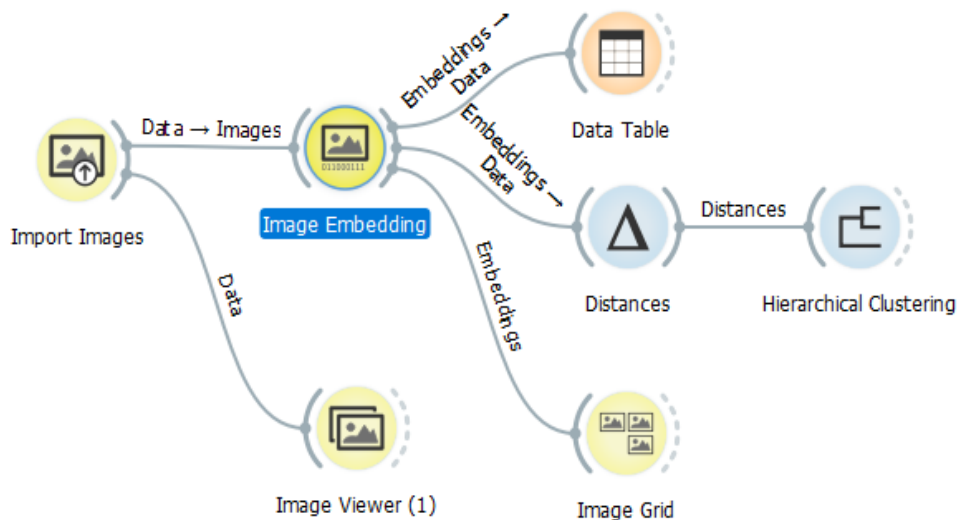 Embeddings →
Data
Data Table
Data → Images
Embeddings →
Data
Image Embedding
Import Images
Distances
Distances
Hierarchical Clustering
Data
Embeddings
Image Viewer (1)
Image Grid